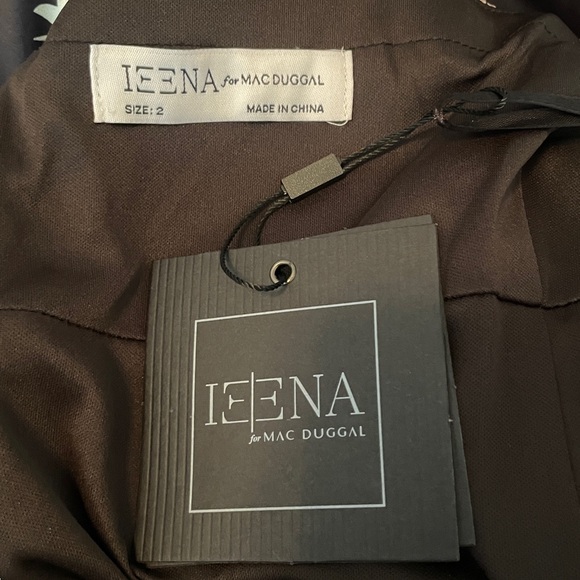 IEENA for MAC DUGGAL
SIZE: 2 MADE IN CHINA
IEENA
for MAC DUGGAL